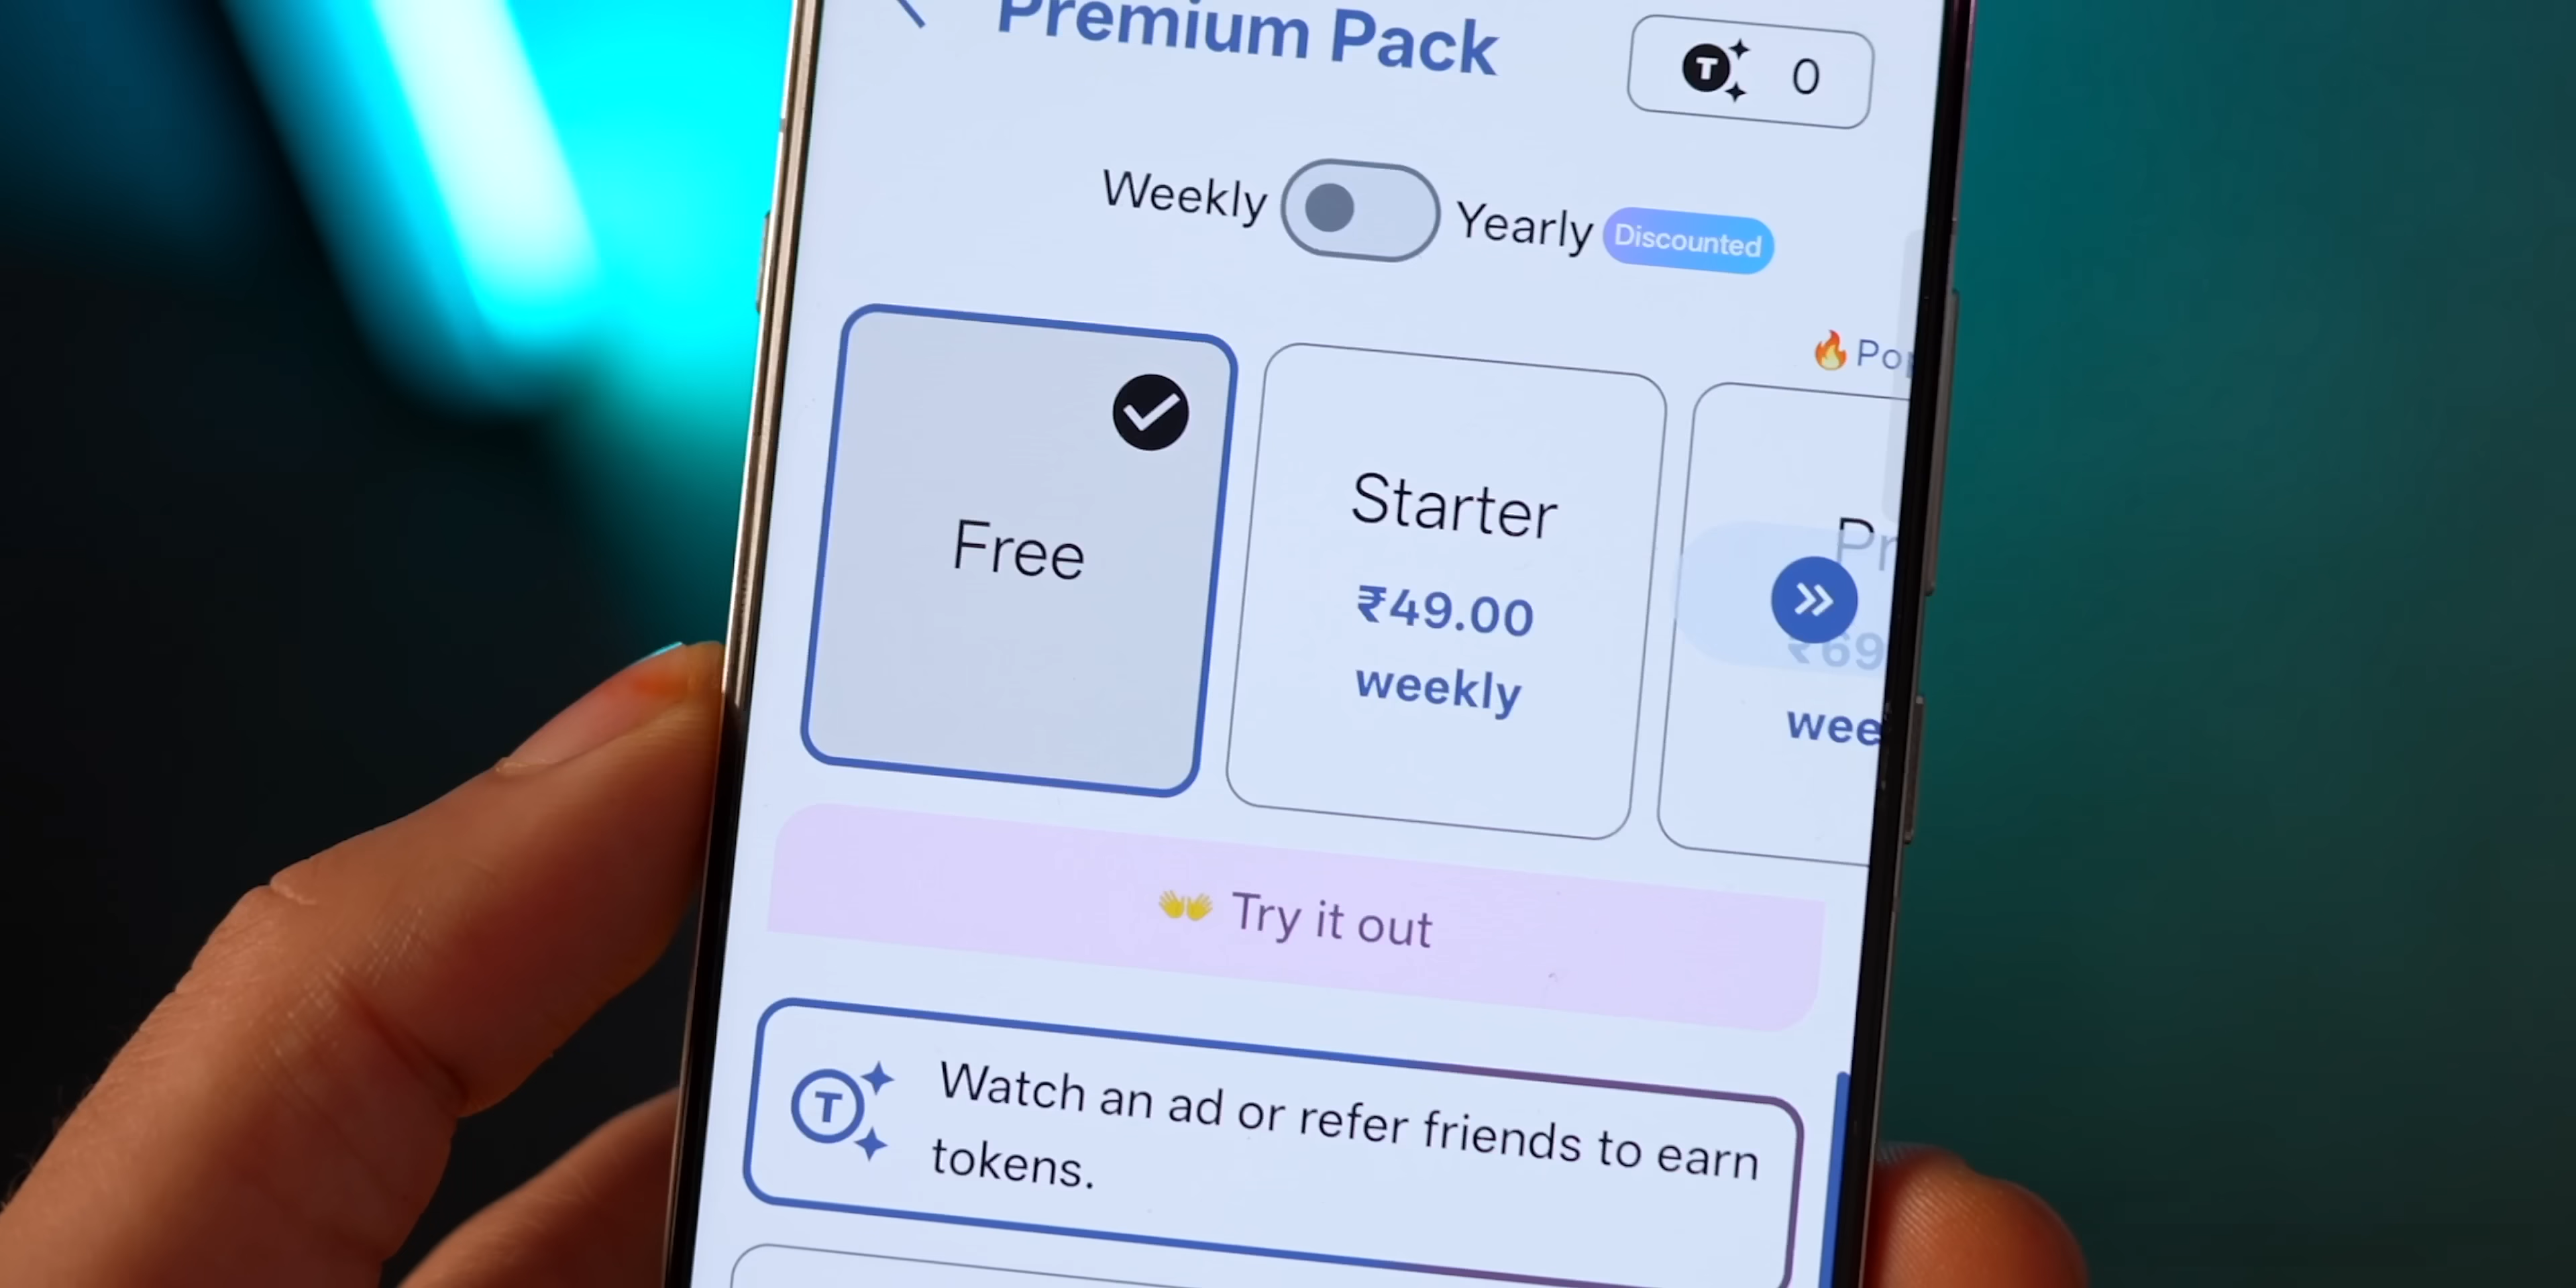 Premium Pack
T 0
Weekly Yearly Discounted
🔥
Free
Starter
₹49.00
weekly
👐 Try it out
T Watch an ad or refer friends to earn
tokens.